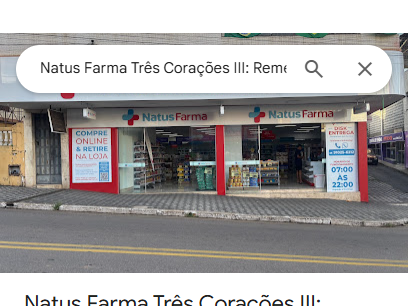 Natus Farma Três Corações III: Reme
NatusFarma
NatusFarma
COMPRE
ONLINE
& RETIRE
NA LOJA
DISK
ENTREGA
07:00
ÀS
22:00
Natus Farma Três Corações III: